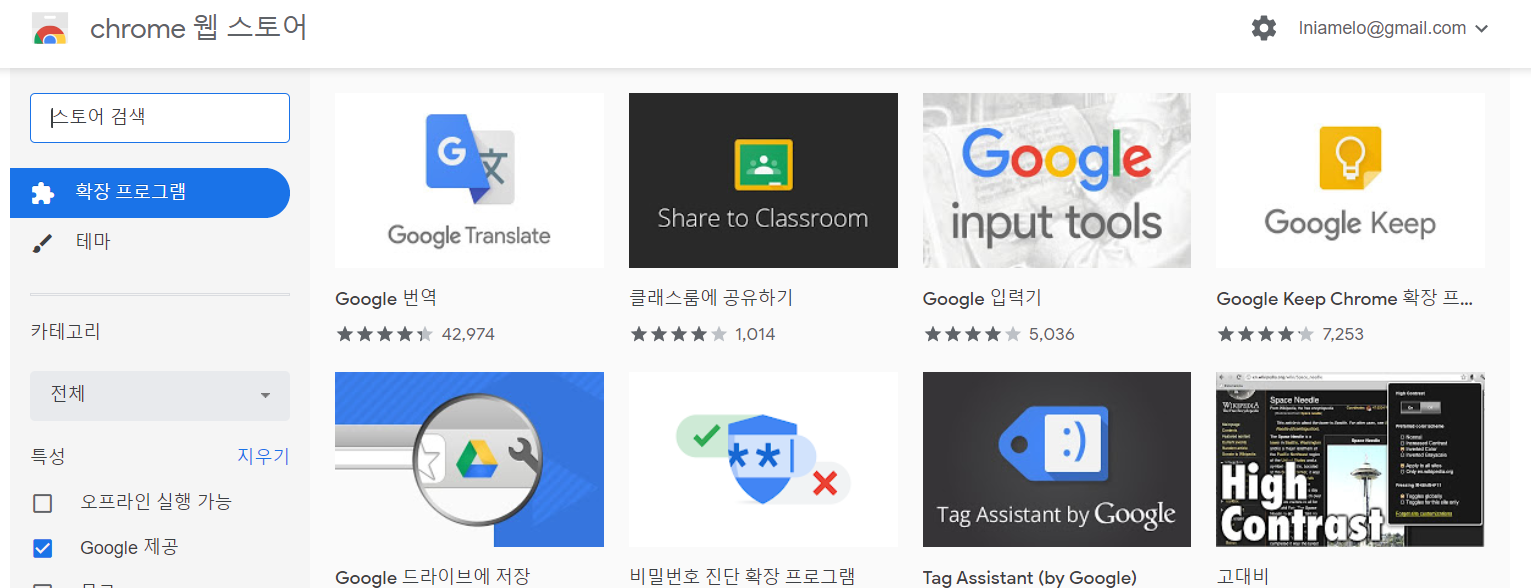 chrome 웹 스토어
lniamelo@gmail.com
스토어 검색
확장 프로그램
테마
카테고리
전체
특성
지우기
오프라인 실행 가능
Google 제공
Google Translate
Google 번역
42,974
Share to Classroom
클래스룸에 공유하기
1,014
Google
input tools
Google 입력기
5,036
Google Keep
Google Keep Chrome 확장 프...
7,253
Google 드라이브에 저장
**
비밀번호 진단 확장 프로그램
:)
Tag Assistant by Google
Tag Assistant (by Google)
WIKIPEDIA
Space Needle
High Contrast
High
Contrast
고대비